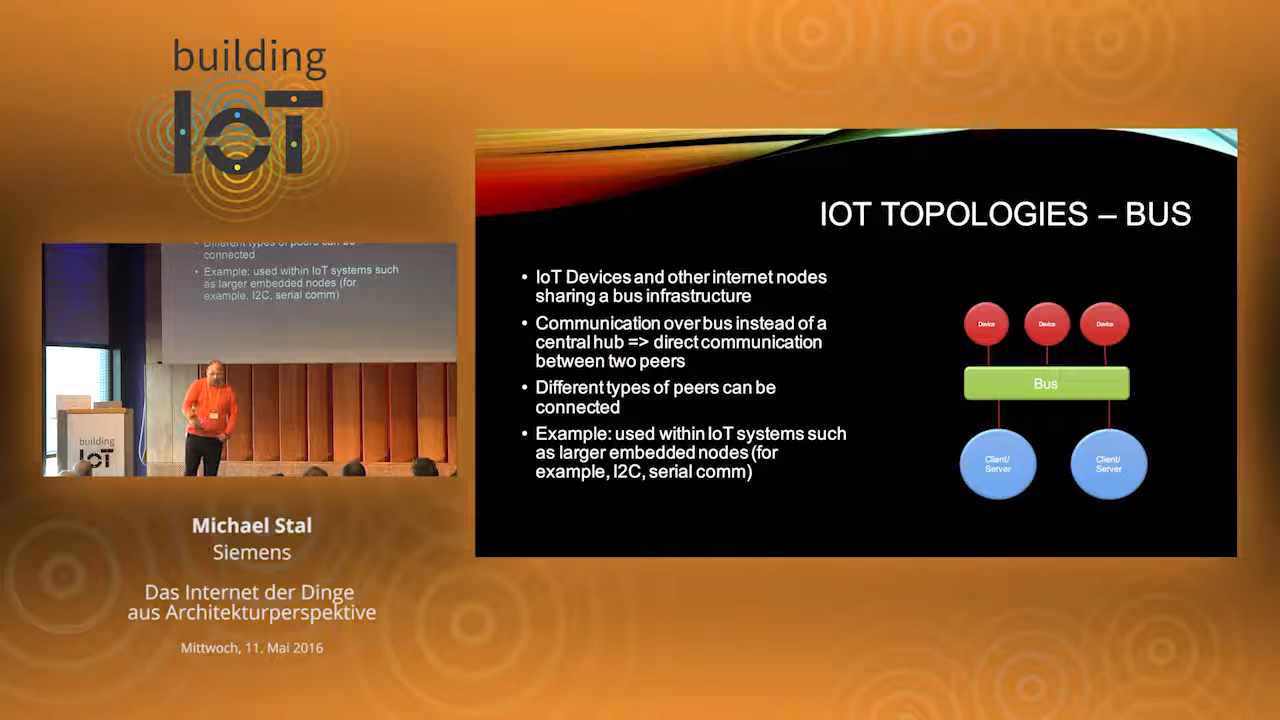 building
IoT
Different types of peers can be
connected
• Example: used within IoT systems such
as larger embedded nodes (for
example, I2C, serial comm)
building
IoT
Michael Stal
Siemens
Das Internet der Dinge
aus Architekturperspektive
Mittwoch, 11. Mai 2016
IOT TOPOLOGIES – BUS
• IoT Devices and other internet nodes
sharing a bus infrastructure
• Communication over bus instead of a
central hub => direct communication
between two peers
• Different types of peers can be
connected
• Example: used within IoT systems such
as larger embedded nodes (for
example, I2C, serial comm)
Device
Device
Device
Bus
Client/
Server
Client/
Server